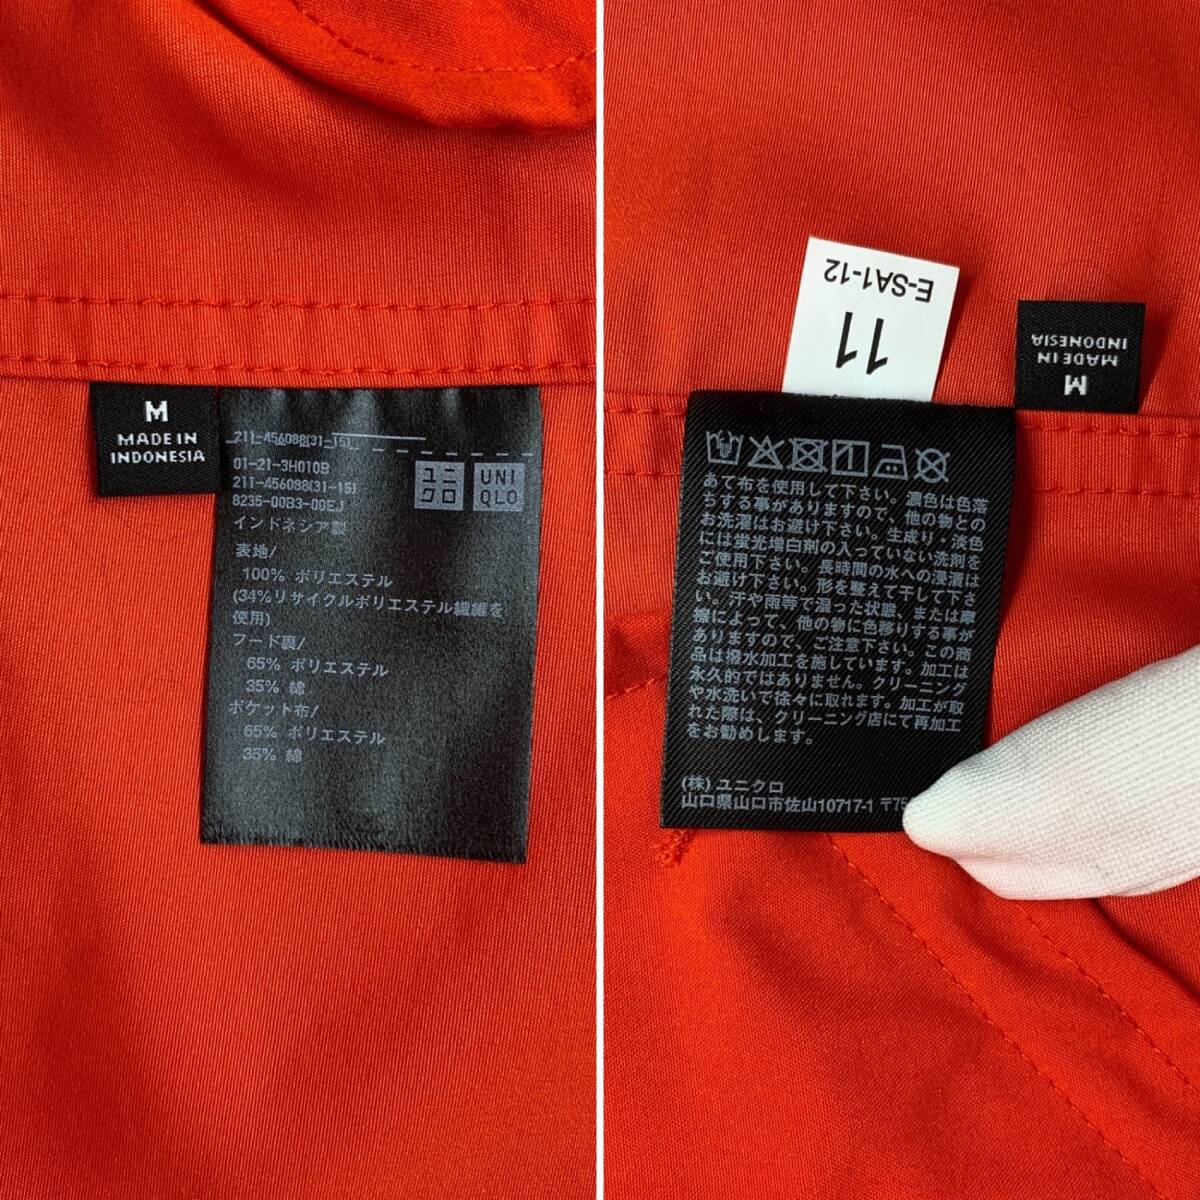 M
MADE IN
INDONESIA
211-456088(31-15)
01-21-3H010B
211-456088(31-15)
8235-00B3-00EJ
ユニ
クロ
UNI
QLO
インドネシア製
表地/
100% ポリエステル
(34%リサイクルポリエステル繊維を
使用)
フード裏/
65% ポリエステル
35% 綿
ポケット布/
65% ポリエステル
35% 綿
E-SA1-12
11
M
MADE IN
INDONESIA
あて布を使用して下さい。濃色は色落
ちする事がありますので、他の物との
お洗濯はお避け下さい。生成り・淡色
には蛍光増白剤の入っていない洗剤を
ご使用下さい。長時間の水への浸漬は
お避け下さい。形を整えて干して下さ
い。汗や雨等で湿った状態、または摩
擦によって、他の物に色移りする事が
ありますので、ご注意下さい。この商
品は撥水加工を施しています。加工は
永久的ではありません。クリーニング
や水洗いで徐々に取れます。加工が取
れた際は、クリーニング店にて再加工
をお勧めします。
(株) ユニクロ
山口県山口市佐山10717-1 〒75